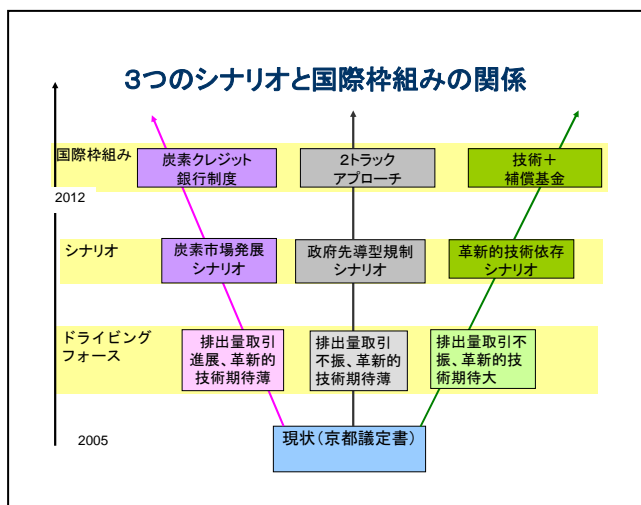 ３つのシナリオと国際枠組みの関係
国際枠組み
炭素クレジット
銀行制度
２トラック
アプローチ
技術＋
補償基金
2012
シナリオ
炭素市場発展
シナリオ
政府先導型規制
シナリオ
革新的技術依存
シナリオ
ドライビング
フォース
排出量取引
進展、革新的
技術期待薄
排出量取引
不振、革新的
技術期待薄
排出量取引不
振、革新的技
術期待大
2005
現状（京都議定書）